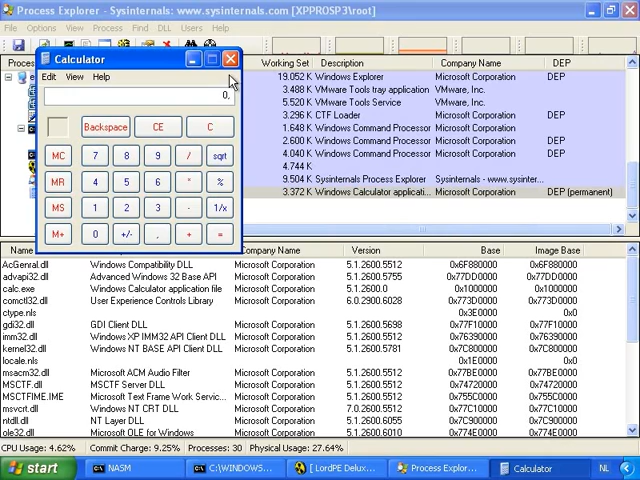 Process Explorer - Sysinternals: www.sysinternals.com [XPPROSP3\root]
File Options View Process Find DLL Users Help
Calculator
Edit View Help
0,
Backspace CE C
MC 7 8 9 / sqrt
MR 4 5 6 * %
MS 1 2 3 - 1/x
M+ 0 +/- , + =
Working Set Description Company Name DEP
19.052 K Windows Explorer Microsoft Corporation DEP
3.488 K VMware Tools tray application VMware, Inc.
5.520 K VMware Tools Service VMware, Inc.
3.296 K CTF Loader Microsoft Corporation
1.648 K Windows Command Processor Microsoft Corporation
2.600 K Windows Command Processor Microsoft Corporation
4.040 K Windows Command Processor Microsoft Corporation
4.744 K
9.504 K Sysinternals Process Explorer Sysinternals - www.sysinter...
3.372 K Windows Calculator applicati... Microsoft Corporation DEP (permanent)
Name Company Name Version Base Image Base
AcGenral.dll Windows Compatibility DLL Microsoft Corporation 5.1.2600.5512 0x6F880000 0x6F880000
advapi32.dll Advanced Windows 32 Base API Microsoft Corporation 5.1.2600.5755 0x77DD0000 0x77DD0000
calc.exe Windows Calculator application file Microsoft Corporation 5.1.2600.0 0x1000000 0x1000000
comctl32.dll User Experience Controls Library Microsoft Corporation 6.0.2900.6028 0x773D0000 0x773D0000
ctype.nls 0x3E0000 0x0
gdi32.dll GDI Client DLL Microsoft Corporation 5.1.2600.5698 0x77F10000 0x77F10000
imm32.dll Windows XP IMM32 API Client DLL Microsoft Corporation 5.1.2600.5512 0x76390000 0x76390000
kernel32.dll Windows NT BASE API Client DLL Microsoft Corporation 5.1.2600.5781 0x7C800000 0x7C800000
locale.nls 0x1E0000 0x0
msacm32.dll Microsoft ACM Audio Filter Microsoft Corporation 5.1.2600.5512 0x77BE0000 0x77BE0000
MSCTF.dll MSCTF Server DLL Microsoft Corporation 5.1.2600.5512 0x74720000 0x74720000
MSCTFIME.IME Microsoft Text Frame Work Servic... Microsoft Corporation 5.1.2600.5512 0x755C0000 0x755C0000
msvcrt.dll Windows NT CRT DLL Microsoft Corporation 7.0.2600.5512 0x77C10000 0x77C10000
ntdll.dll NT Layer DLL Microsoft Corporation 5.1.2600.5755 0x7C900000 0x7C900000
ole32.dll Microsoft OLE for Windows Microsoft Corporation 5.1.2600.6010 0x774E0000 0x774E0000
CPU Usage: 4.62% Commit Charge: 9.25% Processes: 30 Physical Usage: 27.64%
start NASM C:\WINDOWS... [ LordPE Delux... Process Explor... Calculator NL